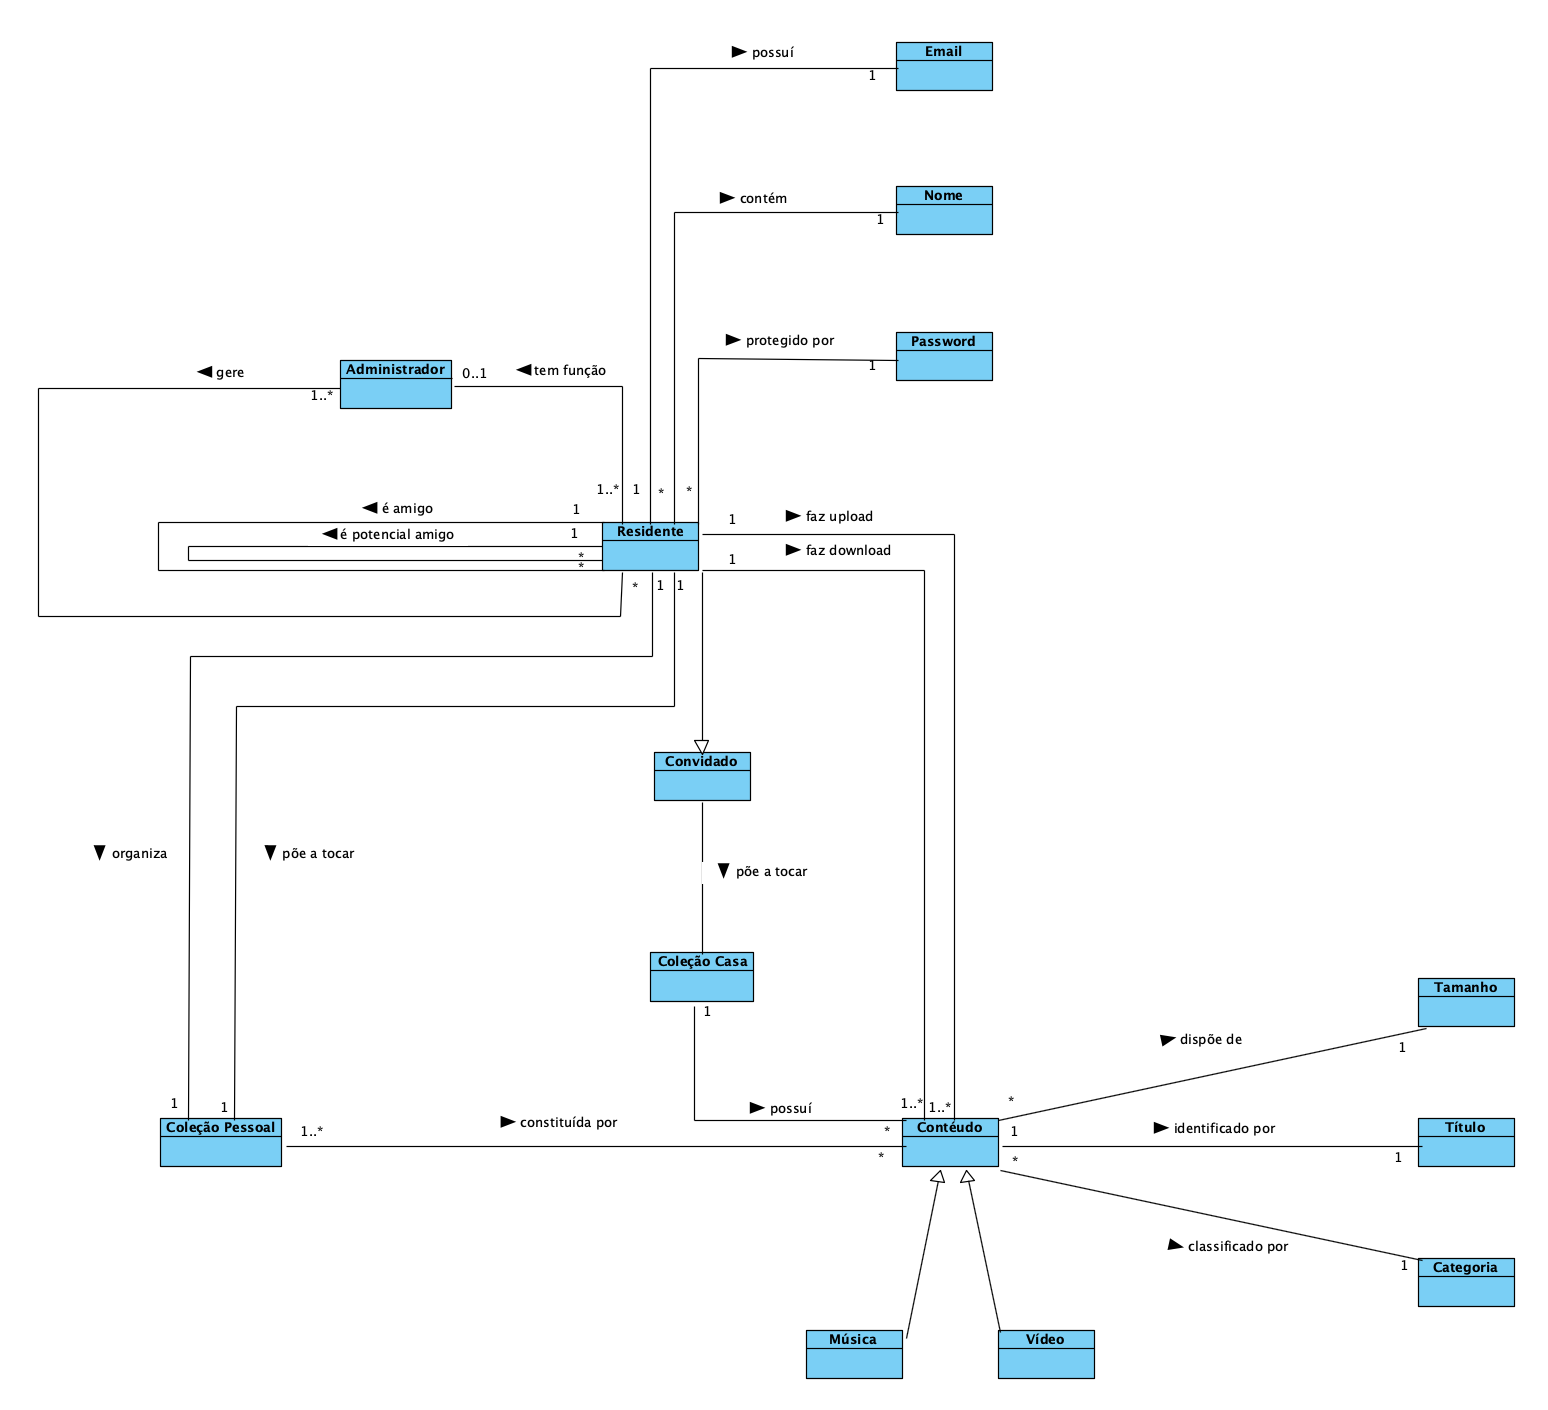 Email
possuí
1
Nome
contém
1
Password
protegido por
1
Administrador
gere
1..*
0..1
tem função
1..*
1
*
*
é amigo
1
é potencial amigo
1
*
*
Residente
1
faz upload
1
faz download
*
1
1
Convidado
organiza
põe a tocar
põe a tocar
Coleção Casa
1
Tamanho
dispõe de
1
*
possuí
1..*
1..*
*
1
1
Coleção Pessoal
1..*
constituída por
*
Contéudo
1
identificado por
1
Título
*
classificado por
1
Categoria
Música
Vídeo